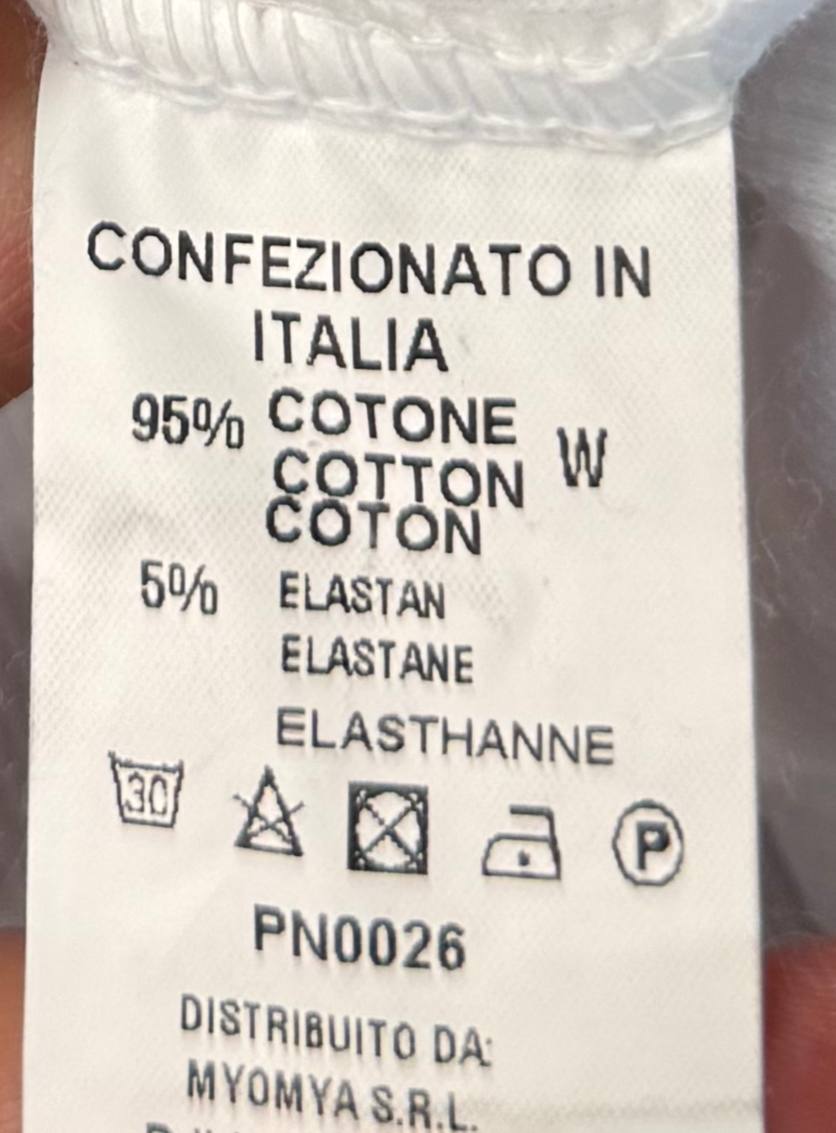 CONFEZIONATO IN
ITALIA
95% COTONE W
COTTON
COTON
5% ELASTAN
ELASTANE
ELASTHANNE
30
P
PN0026
DISTRIBUITO DA:
MYOMYA S.R.L.